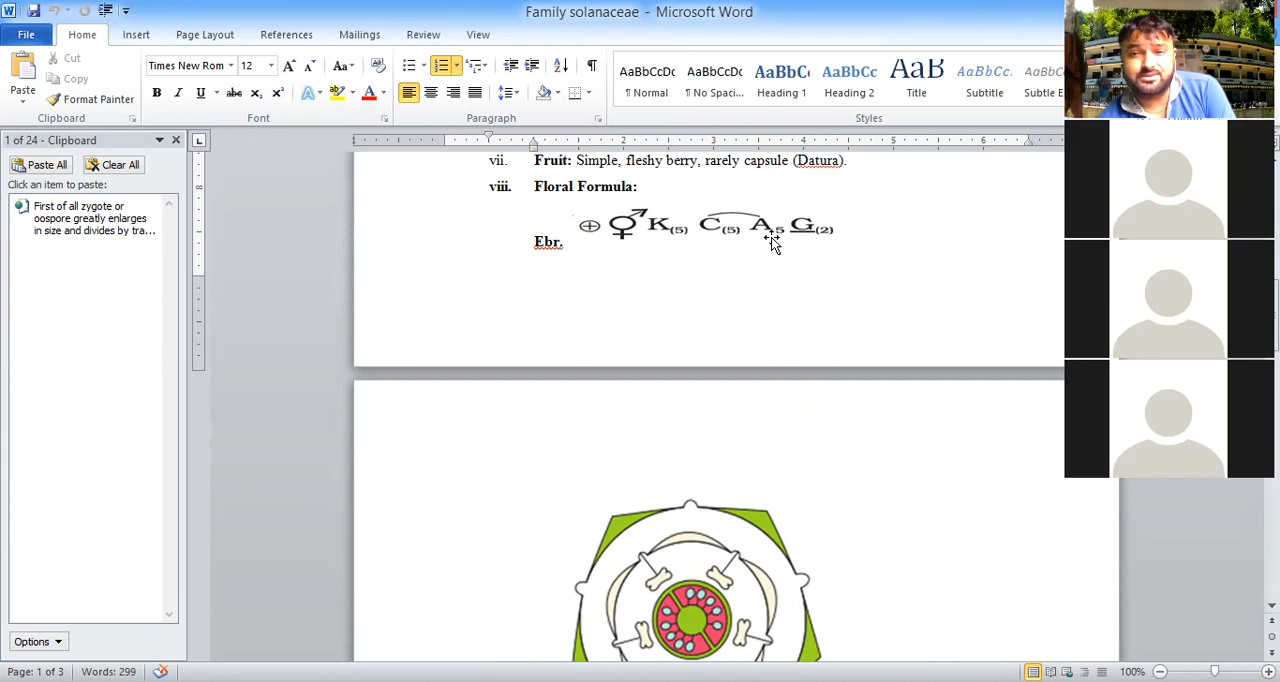 Family solanaceae - Microsoft Word
File Home Insert Page Layout References Mailings Review View
Paste
Cut
Copy
Format Painter
Clipboard
Times New Rom 12
Font
Paragraph
AaBbCcDc AaBbCcDc AaBbCc AaBbCc AaB AaBbCc. AaBbCcDc
¶ Normal ¶ No Spaci... Heading 1 Heading 2 Title Subtitle Subtle E
Styles
1 of 24 - Clipboard
Paste All Clear All
Click an item to paste:
First of all zygote or
oospore greatly enlarges
in size and divides by tra...
Options
vii. Fruit: Simple, fleshy berry, rarely capsule (Datura).
viii. Floral Formula:
Ebr. ⊕ ⚥ K(5) C(5) A5 G(2)
Page: 1 of 3 Words: 299 100%